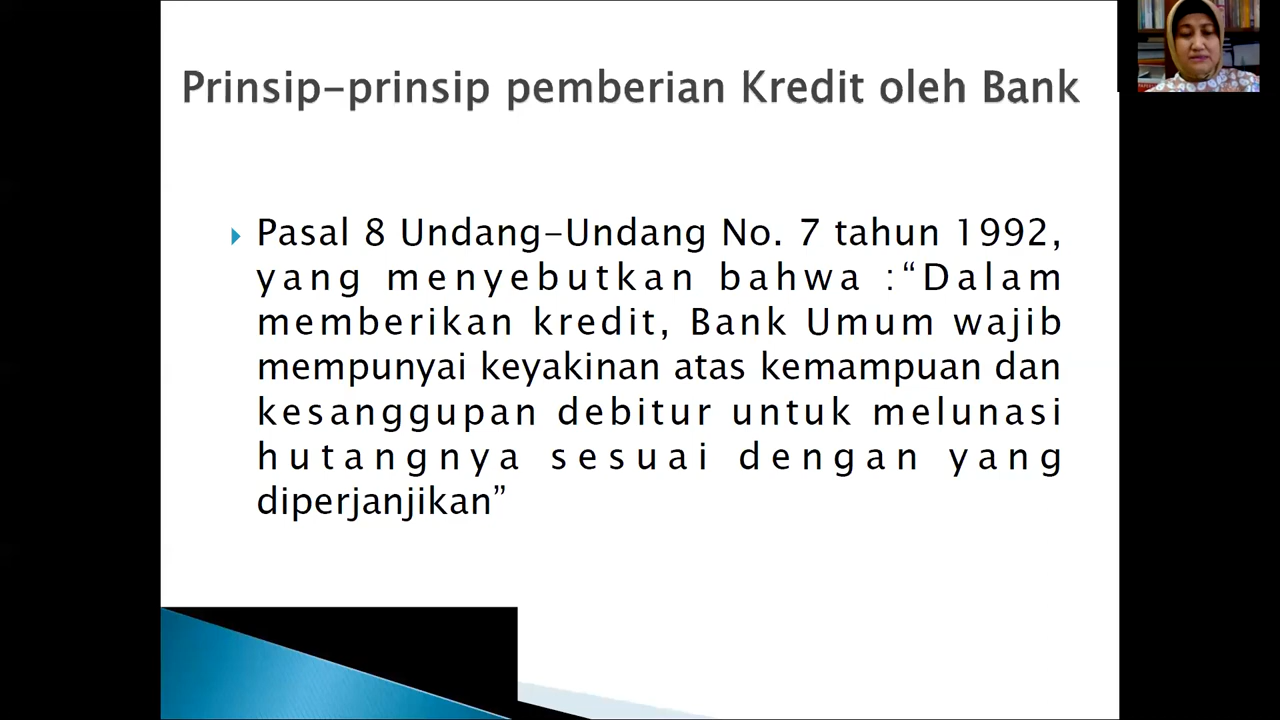 Prinsip-prinsip pemberian Kredit oleh Bank
Pasal 8 Undang-Undang No. 7 tahun 1992,
yang menyebutkan bahwa :“Dalam
memberikan kredit, Bank Umum wajib
mempunyai keyakinan atas kemampuan dan
kesanggupan debitur untuk melunasi
hutangnya sesuai dengan yang
diperjanjikan”